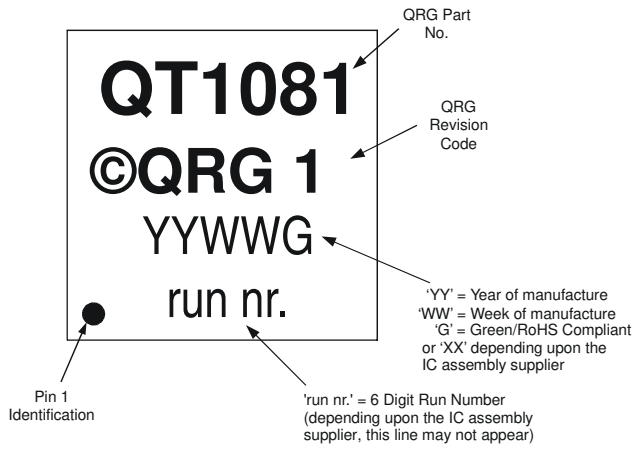 QRG Part
No.
QT1081
QRG
Revision
Code
©QRG 1
YYWWG
'YY' = Year of manufacture
'WW' = Week of manufacture
'G' = Green/RoHS Compliant
or 'XX' depending upon the
IC assembly supplier
run nr.
Pin 1
Identification
'run nr.' = 6 Digit Run Number
(depending upon the IC assembly
supplier, this line may not appear)